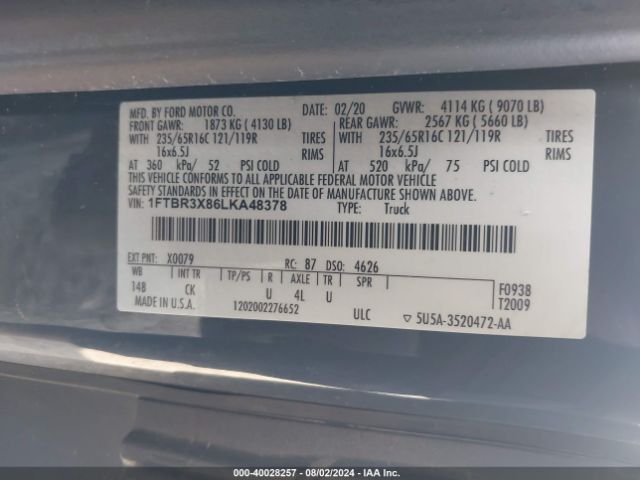 MFD. BY FORD MOTOR CO. DATE: 02/20 GVWR: 4114 KG ( 9070 LB)
FRONT GAWR: 1873 KG ( 4130 LB) REAR GAWR: 2567 KG ( 5660 LB)
WITH 235/65R16C 121/119R TIRES WITH 235/65R16C 121/119R TIRES
16x6.5J RIMS 16x6.5J RIMS
AT 360 kPa/ 52 PSI COLD AT 520 kPa/ 75 PSI COLD
THIS VEHICLE CONFORMS TO ALL APPLICABLE FEDERAL MOTOR VEHICLE
SAFETY STANDARDS IN EFFECT ON THE DATE OF MANUFACTURE SHOWN ABOVE.
VIN: 1FTBR3X86LKA48378 TYPE: Truck
EXT PNT: X0079 RC: 87 DSO: 4626
WB INT TR TP/PS R AXLE TR SPR F0938
148 CK U 4L U T2009
MADE IN U.S.A. 1202002276652 ULC ▽ 5U5A-3520472-AA
000-40028257 - 08/02/2024 - IAA Inc.